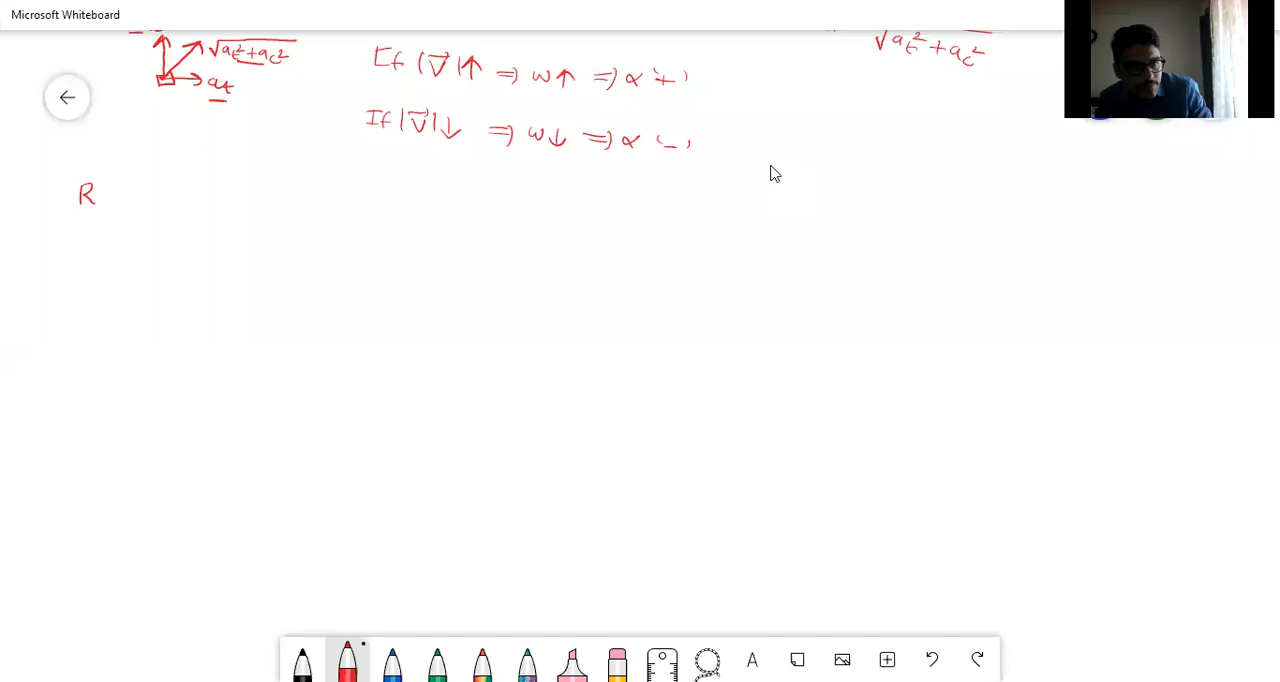 Microsoft Whiteboard
√at²+ac²
at
If |v⃗|↑ ⇒ ω↑ ⇒ α '+'
If |v⃗|↓ ⇒ ω↓ ⇒ α '-'
√at²+ac²
R
A